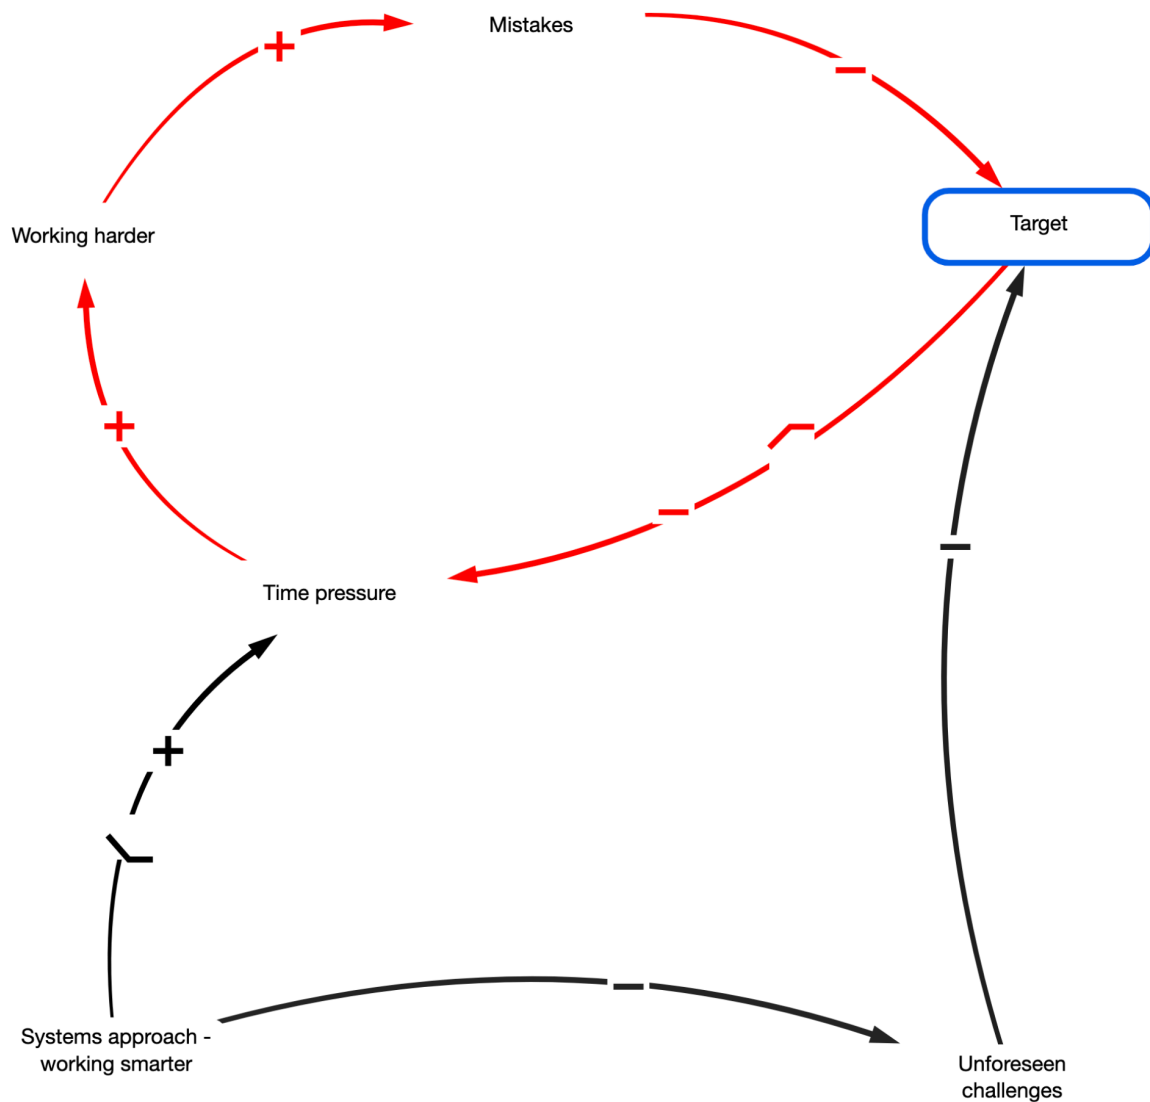 Mistakes
+
−
Target
Working harder
+
−
−
Time pressure
+
−
Systems approach -
working smarter
Unforeseen
challenges